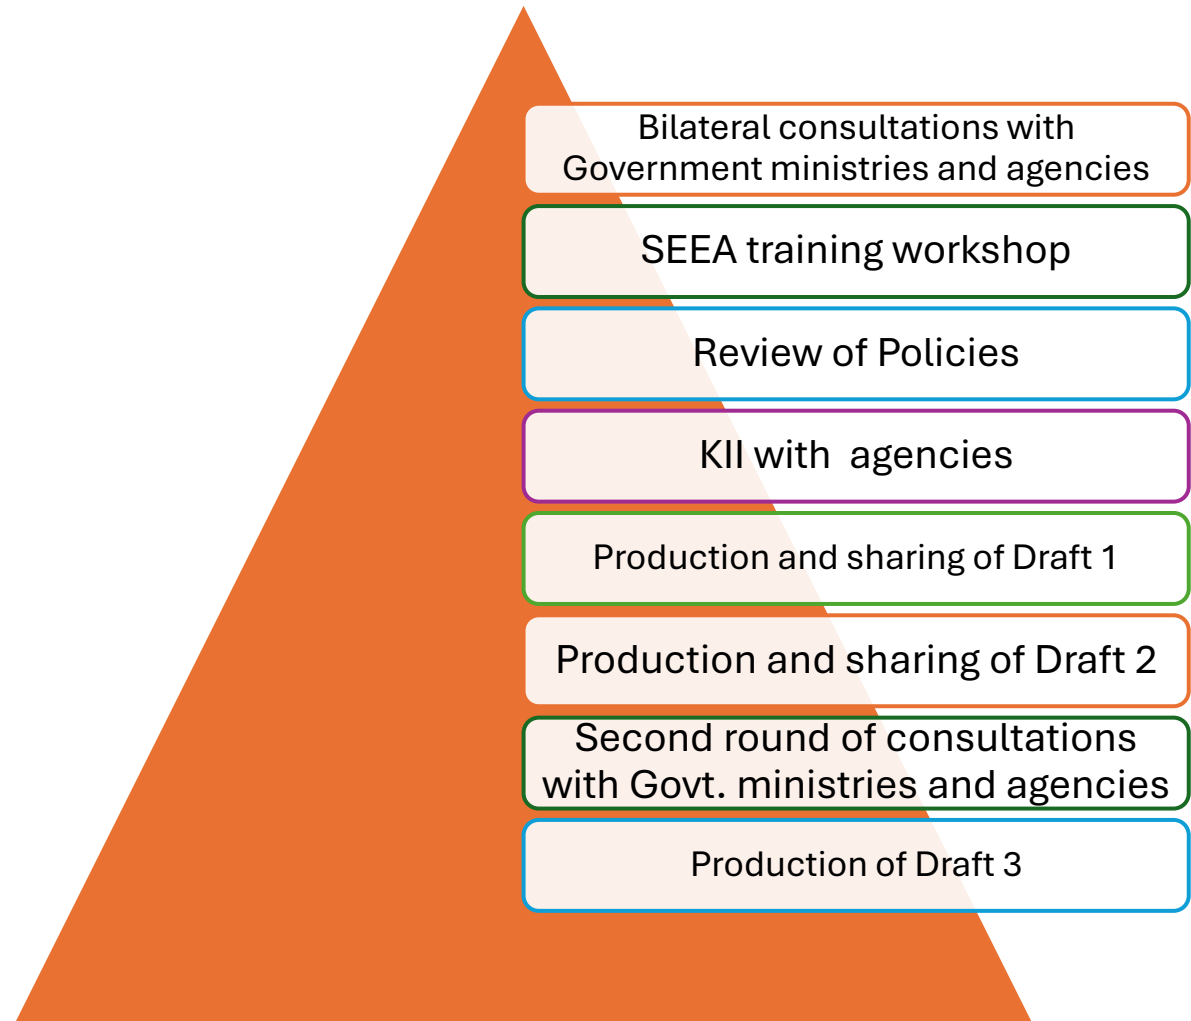 Bilateral consultations with
Government ministries and agencies
SEEA training workshop
Review of Policies
KII with  agencies
Production and sharing of Draft 1
Production and sharing of Draft 2
Second round of consultations
with Govt. ministries and agencies
Production of Draft 3